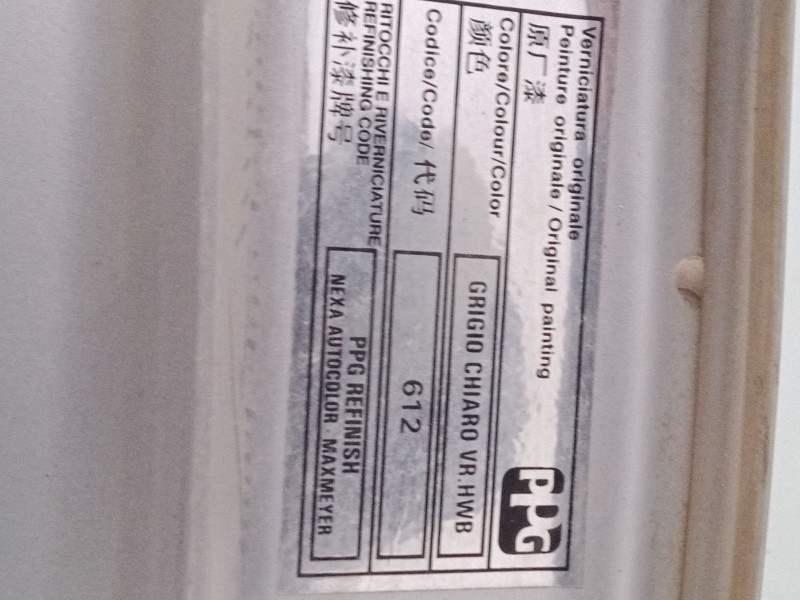 Verniciatura originale
Peinture originale / Original painting
原厂漆
PPG
Colore/Colour/Color
颜色
GRIGIO CHIARO VR.HWB
Codice/Code/ 代码
612
RITOCCHI E RIVERNICIATURE
REFINISHING CODE
修补漆牌号
PPG REFINISH
NEXA AUTOCOLOR · MAXMEYER